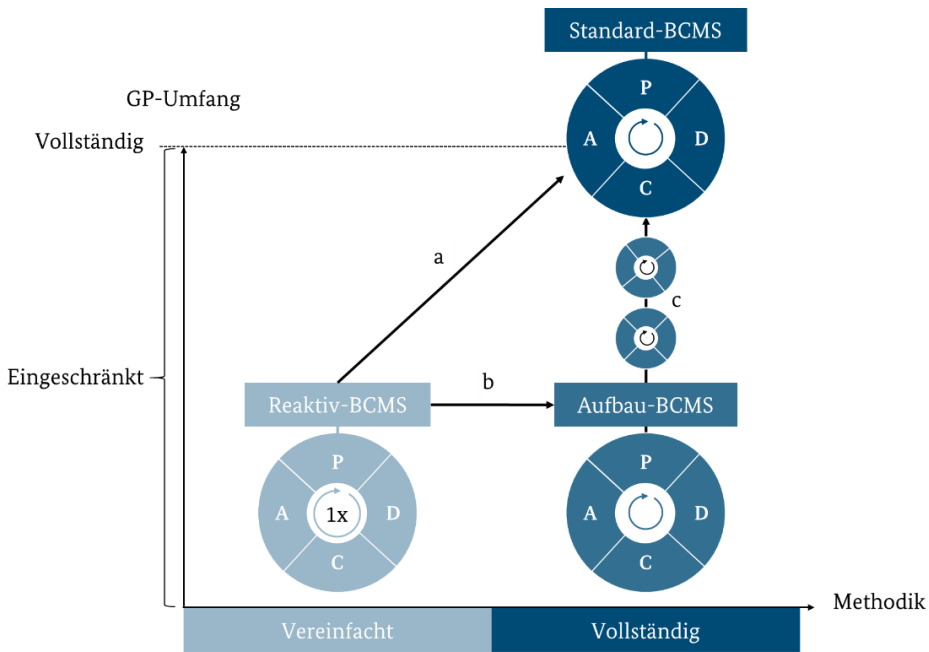 Standard-BCMS
GP-Umfang
P
Vollständig
A
D
C
a
c
Eingeschränkt
b
Reaktiv-BCMS
Aufbau-BCMS
P
P
A
1x
D
A
D
C
C
Methodik
Vereinfacht
Vollständig